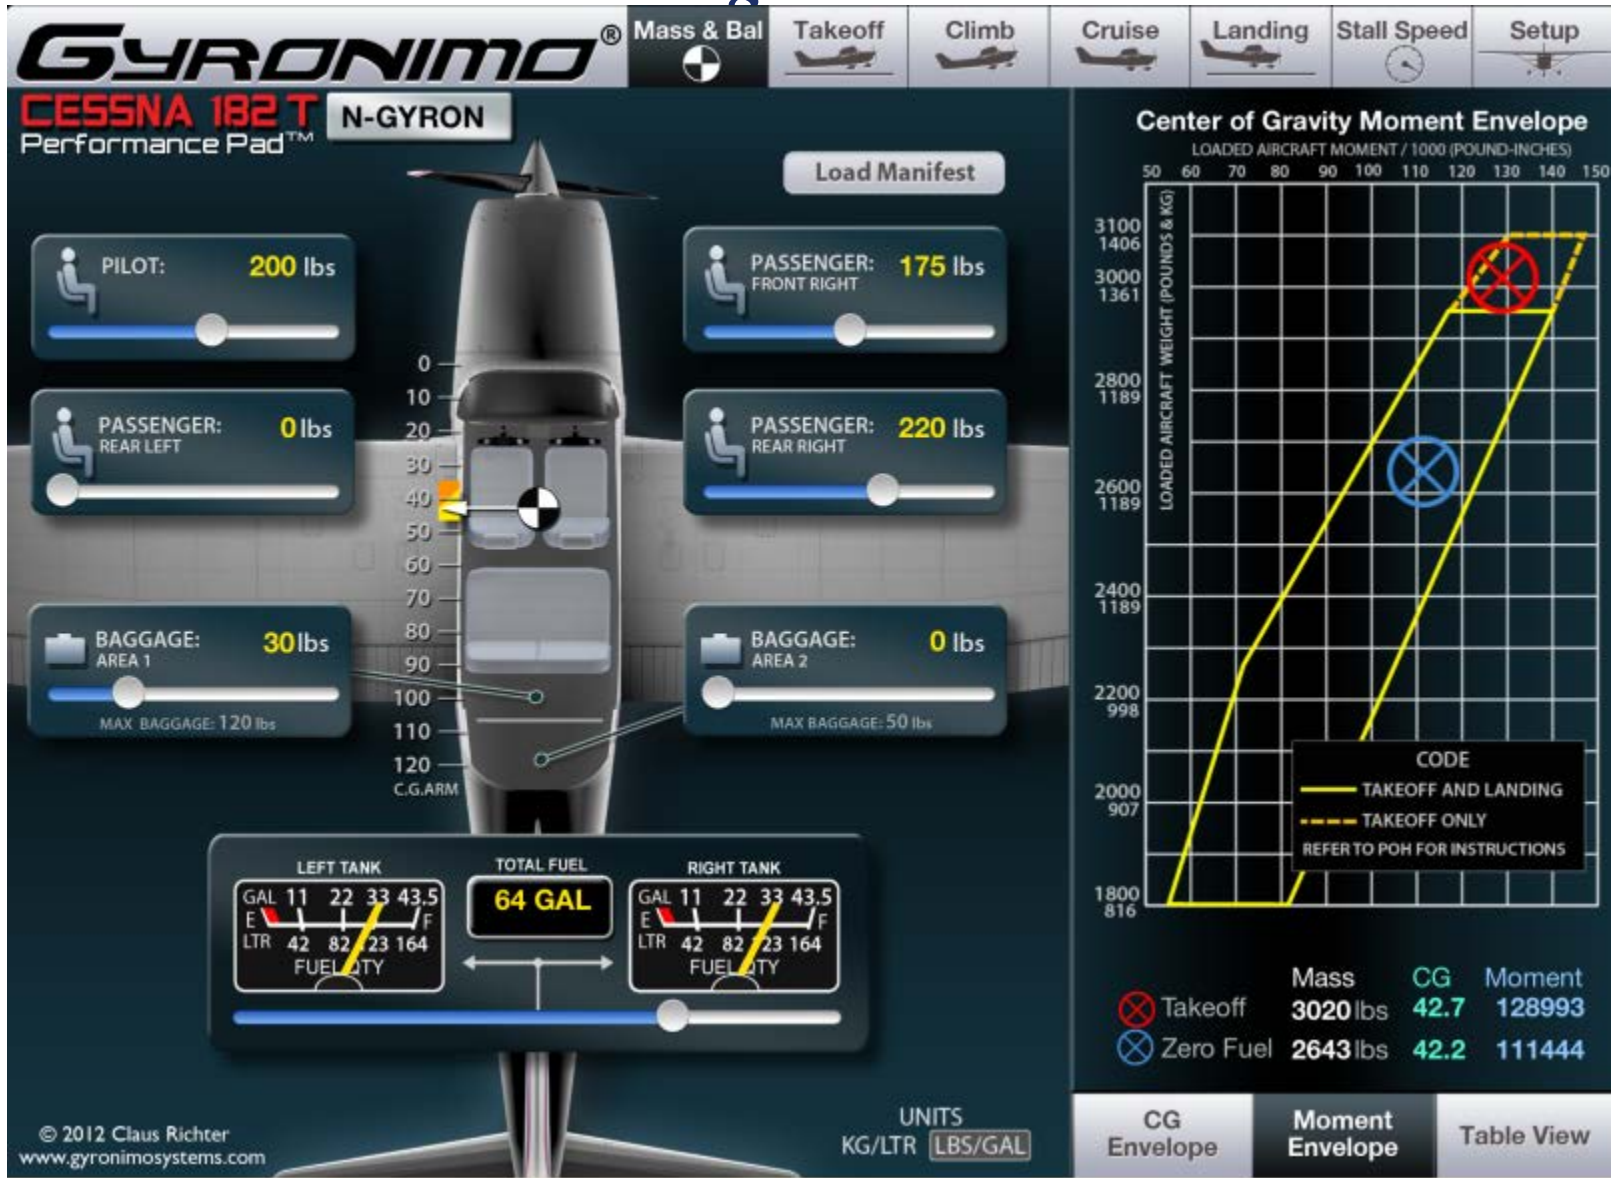 GYRONIMO®
Mass & Bal
Takeoff
Climb
Cruise
Landing
Stall Speed
Setup
CESSNA 182 T
Performance Pad™
N-GYRON
Load Manifest
PILOT: 200 lbs
PASSENGER: 175 lbs
FRONT RIGHT
PASSENGER: 0 lbs
REAR LEFT
PASSENGER: 220 lbs
REAR RIGHT
BAGGAGE: 30 lbs
AREA 1
MAX BAGGAGE: 120 lbs
BAGGAGE: 0 lbs
AREA 2
MAX BAGGAGE: 50 lbs
0
10
20
30
40
50
60
70
80
90
100
110
120
C.G.ARM
LEFT TANK
GAL 11 22 33 43.5
E F
LTR 42 82 123 164
FUEL QTY
TOTAL FUEL
64 GAL
RIGHT TANK
GAL 11 22 33 43.5
E F
LTR 42 82 123 164
FUEL QTY
© 2012 Claus Richter
www.gyronimosystems.com
UNITS
KG/LTR LBS/GAL
Center of Gravity Moment Envelope
LOADED AIRCRAFT MOMENT / 1000 (POUND-INCHES)
50 60 70 80 90 100 110 120 130 140 150
LOADED AIRCRAFT WEIGHT (POUNDS & KG)
3100
1406
3000
1361
2800
1189
2600
1189
2400
1189
2200
998
2000
907
1800
816
CODE
TAKEOFF AND LANDING
TAKEOFF ONLY
REFER TO POH FOR INSTRUCTIONS
Mass CG Moment
Takeoff 3020 lbs 42.7 128993
Zero Fuel 2643 lbs 42.2 111444
CG
Envelope
Moment
Envelope
Table View